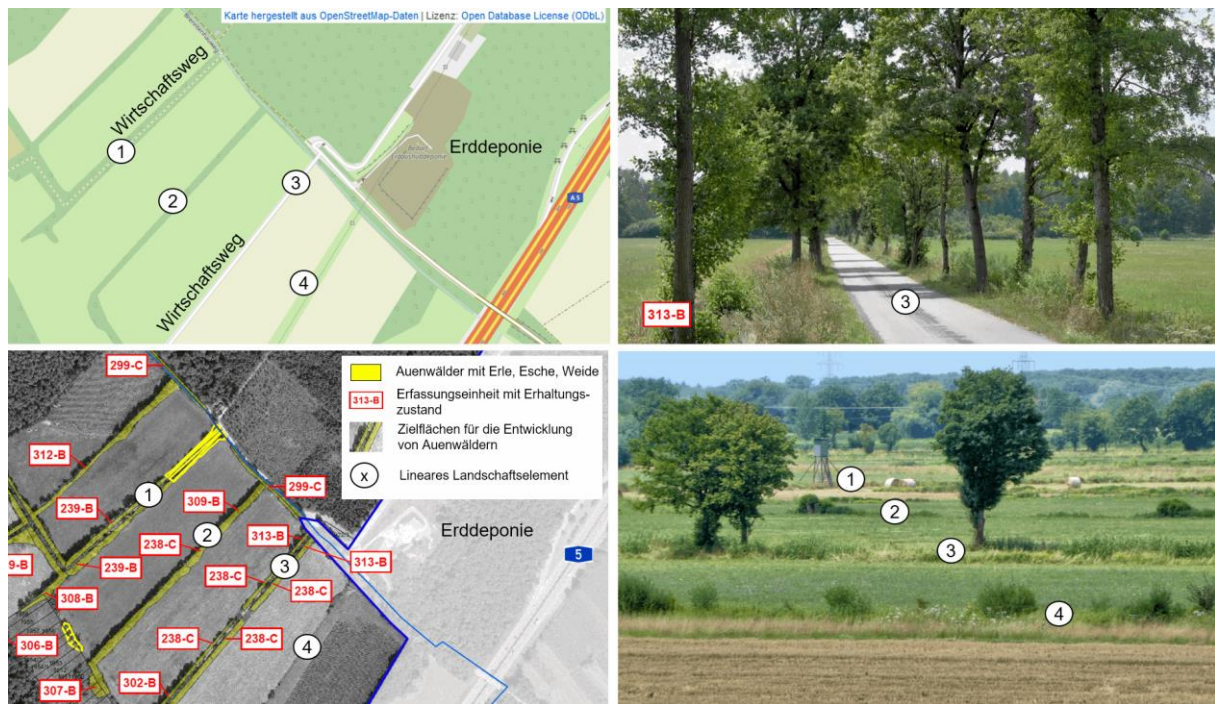 Karte hergestellt aus OpenStreetMap-Daten | Lizenz: Open Database License (ODbL)
Wirtschaftsweg
1
2
3
4
Wirtschaftsweg
Erddeponie
A 5
313-B
3
299-C
Auenwälder mit Erle, Esche, Weide
313-B Erfassungseinheit mit Erhaltungs-
zustand
Zielflächen für die Entwicklung
von Auenwäldern
x Lineares Landschaftselement
312-B
1
309-B
299-C
239-B
2
313-B
Erddeponie
238-C
3
313-B
5
9-B
239-B
238-C
238-C
308-B
306-B
238-C
238-C
4
307-B
302-B
1
2
3
4